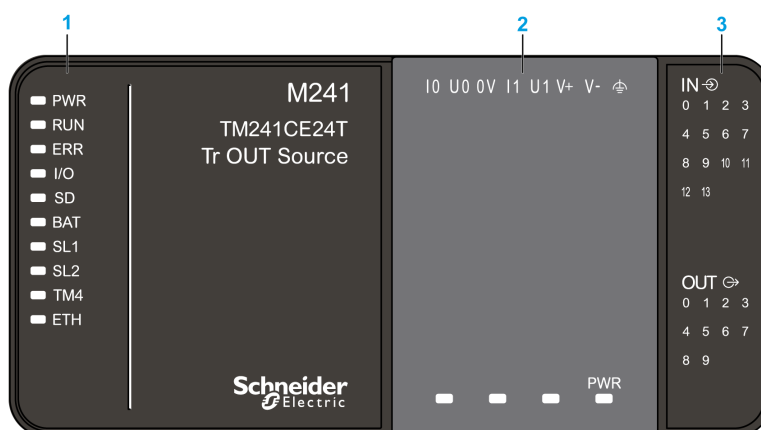 1 2 3
PWR
RUN
ERR
I/O
SD
BAT
SL1
SL2
TM4
ETH
M241
TM241CE24T
Tr OUT Source
Schneider
Electric
I0 U0 0V I1 U1 V+ V-
PWR
IN
0 1 2 3
4 5 6 7
8 9 10 11
12 13
OUT
0 1 2 3
4 5 6 7
8 9